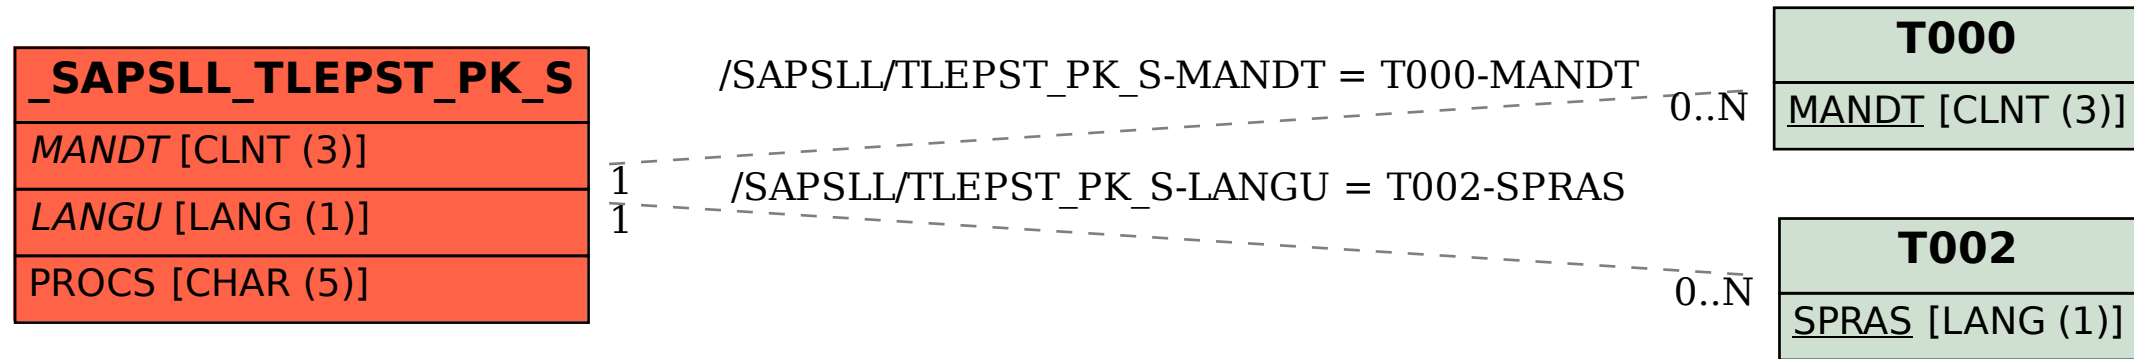 _SAPSLL_TLEPST_PK_S
MANDT [CLNT (3)]
LANGU [LANG (1)]
PROCS [CHAR (5)]
/SAPSLL/TLEPST_PK_S-MANDT = T000-MANDT
0..N
1
/SAPSLL/TLEPST_PK_S-LANGU = T002-SPRAS
1
0..N
T000
MANDT [CLNT (3)]
T002
SPRAS [LANG (1)]